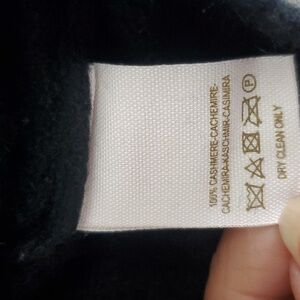 100% CASHMERE-CACHEMIRE-
CACHEMIRA-KASCHMIR-CASIMIRA
P
DRY CLEAN ONLY